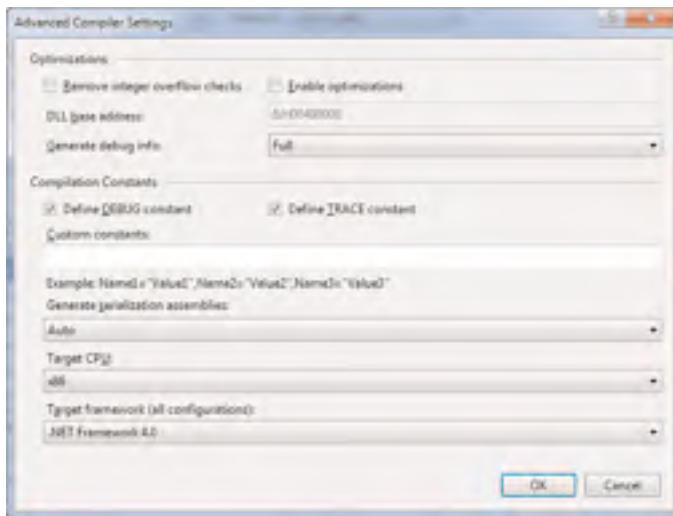 Advanced Compiler Settings
Optimizations
Remove integer overflow checks
Enable optimizations
DLL base address:
&H00400000
Generate debug info:
Full
Compilation Constants
Define DEBUG constant
Define TRACE constant
Custom constants:
Example: Name1="Value1",Name2="Value2",Name3="Value3"
Generate serialization assemblies:
Auto
Target CPU:
x86
Target framework (all configurations):
.NET Framework 4.0
OK
Cancel